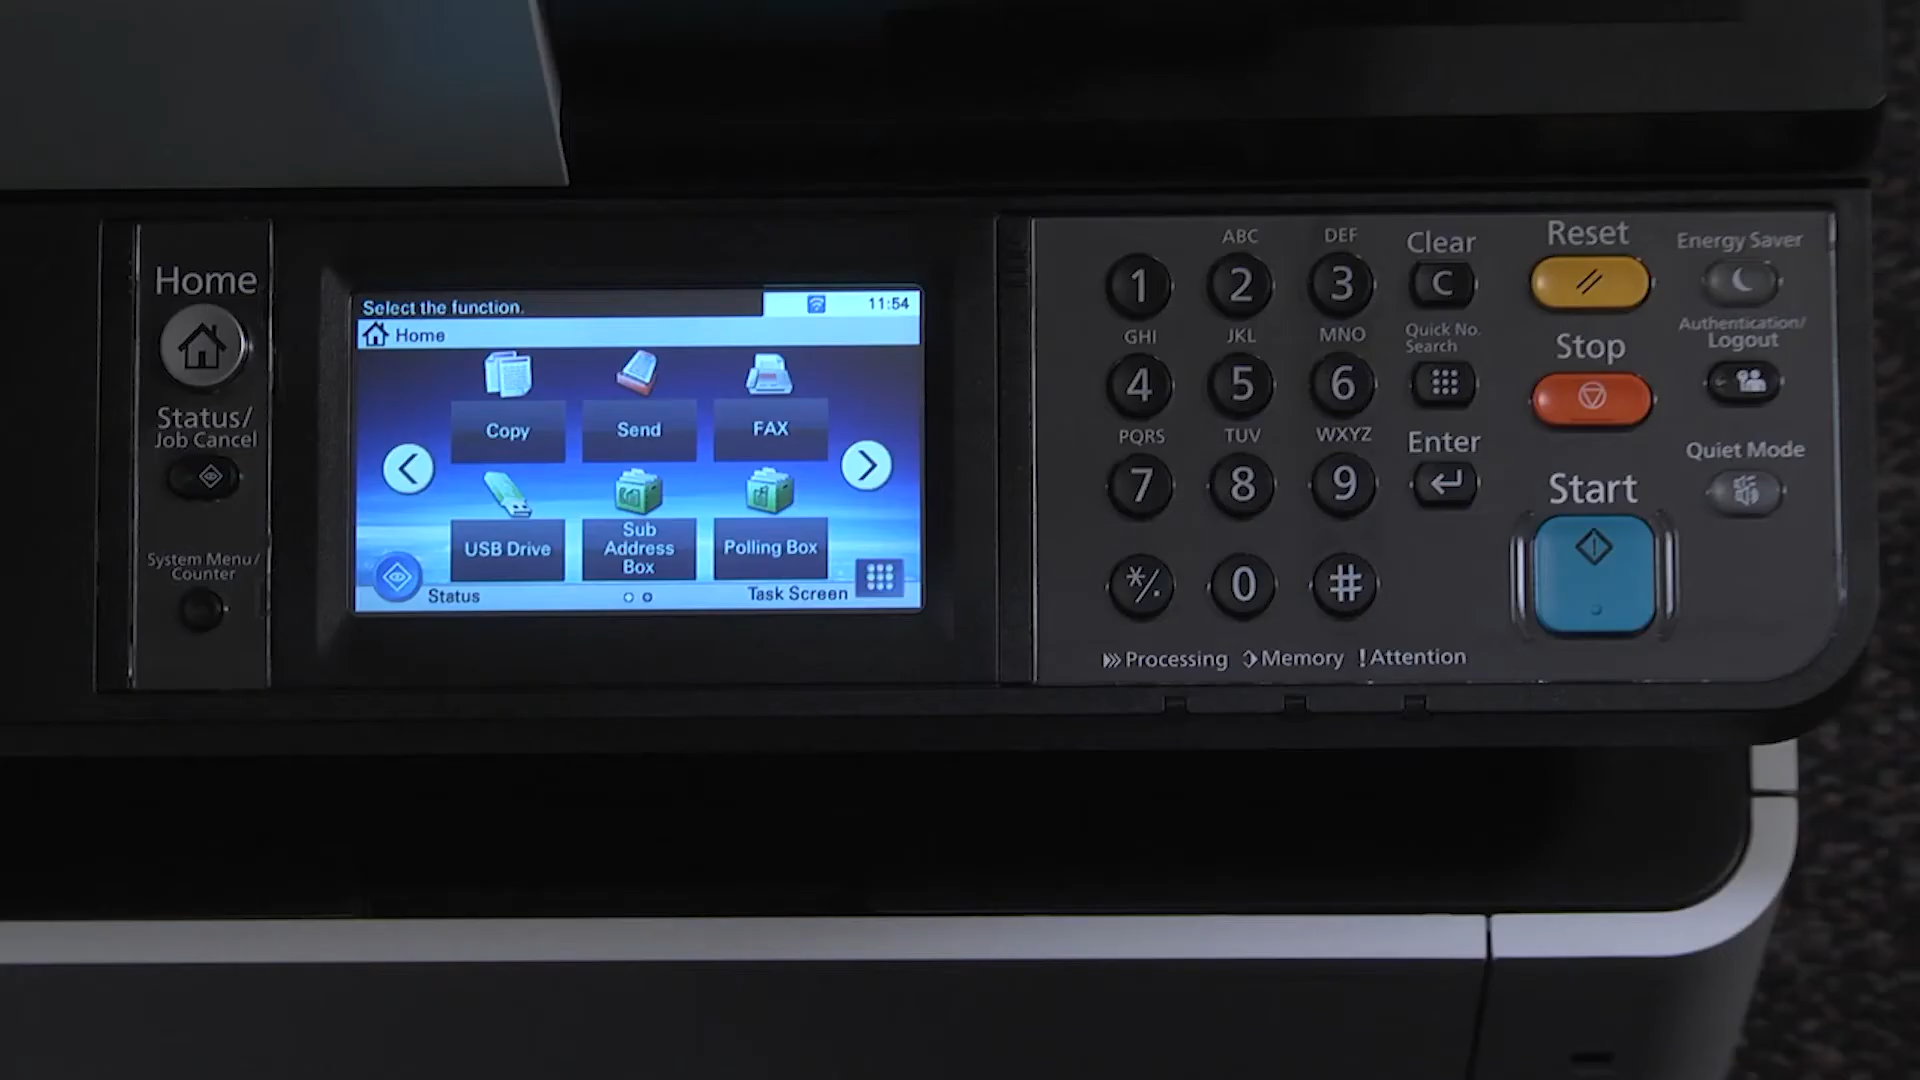 Home
Status/
Job Cancel
System Menu/
Counter
Select the function.
11:54
Home
Copy
Send
FAX
USB Drive
Sub
Address
Box
Polling Box
Status
Task Screen
ABC
DEF
1
2
3
GHI
JKL
MNO
4
5
6
PQRS
TUV
WXYZ
7
8
9
*/.
0
#
Clear
C
Quick No.
Search
Enter
Reset
Stop
Start
Energy Saver
Authentication/
Logout
Quiet Mode
Processing
Memory
!Attention